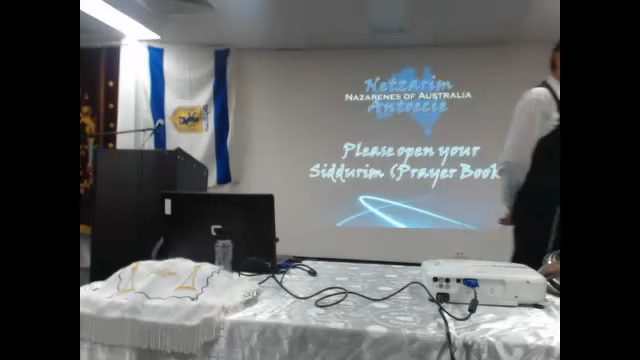 Netzarim
NAZARENES OF AUSTRALIA
Please open your
Siddurim (Prayer Book